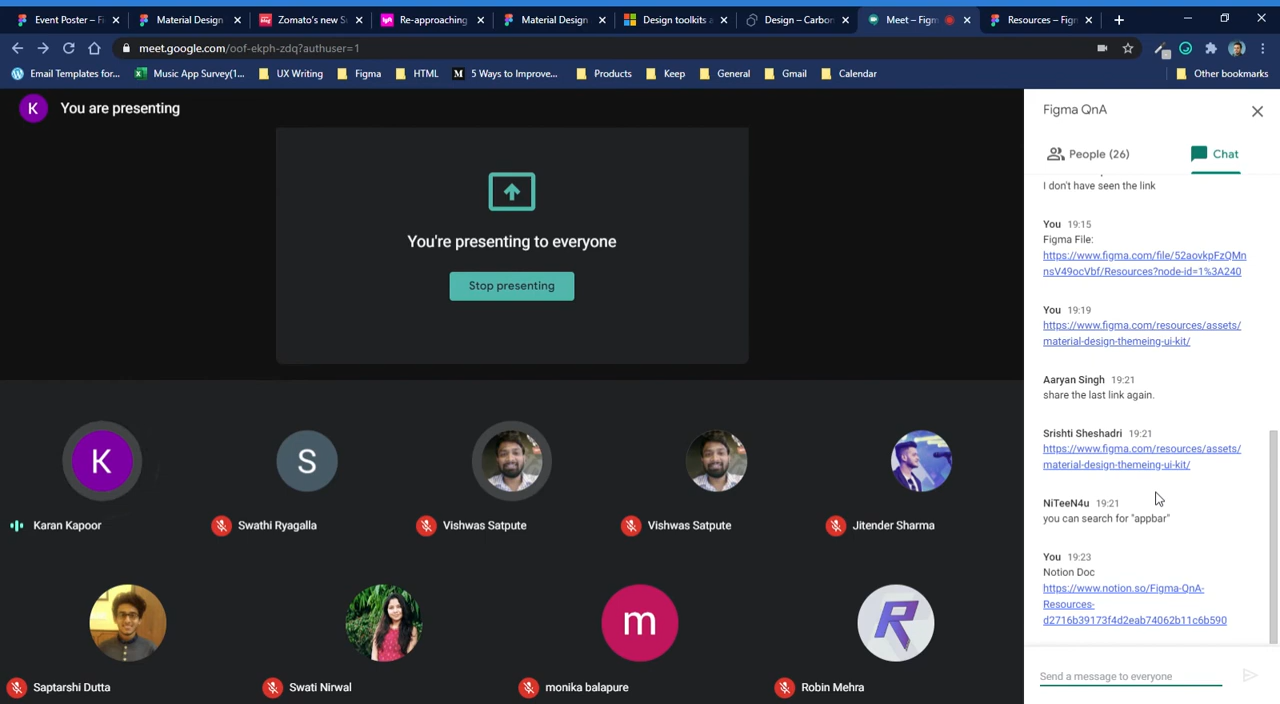 Event Poster – Fi
Material Design
Zomato's new S
Re-approaching
Material Design
Design toolkits a
Design – Carbon
Meet – Figm
Resources – Fign
meet.google.com/oof-ekph-zdq?authuser=1
Email Templates for...
Music App Survey(1...
UX Writing
Figma
HTML
M
5 Ways to Improve...
Products
Keep
General
Gmail
Calendar
Other bookmarks
K
You are presenting
You're presenting to everyone
Stop presenting
K
S
Karan Kapoor
Swathi Ryagalla
Vishwas Satpute
Vishwas Satpute
Jitender Sharma
m
R
Saptarshi Dutta
Swati Nirwal
monika balapure
Robin Mehra
Figma QnA
People (26)
Chat
I don't have seen the link
You 19:15
Figma File:
https://www.figma.com/file/52aovkpFzQMn
nsV49ocVbf/Resources?node-id=1%3A240
You 19:19
https://www.figma.com/resources/assets/
material-design-themeing-ui-kit/
Aaryan Singh 19:21
share the last link again.
Srishti Sheshadri 19:21
https://www.figma.com/resources/assets/
material-design-themeing-ui-kit/
NiTeeN4u 19:21
you can search for "appbar"
You 19:23
Notion Doc
https://www.notion.so/Figma-QnA-
Resources-
d2716b39173f4d2eab74062b11c6b590
Send a message to everyone